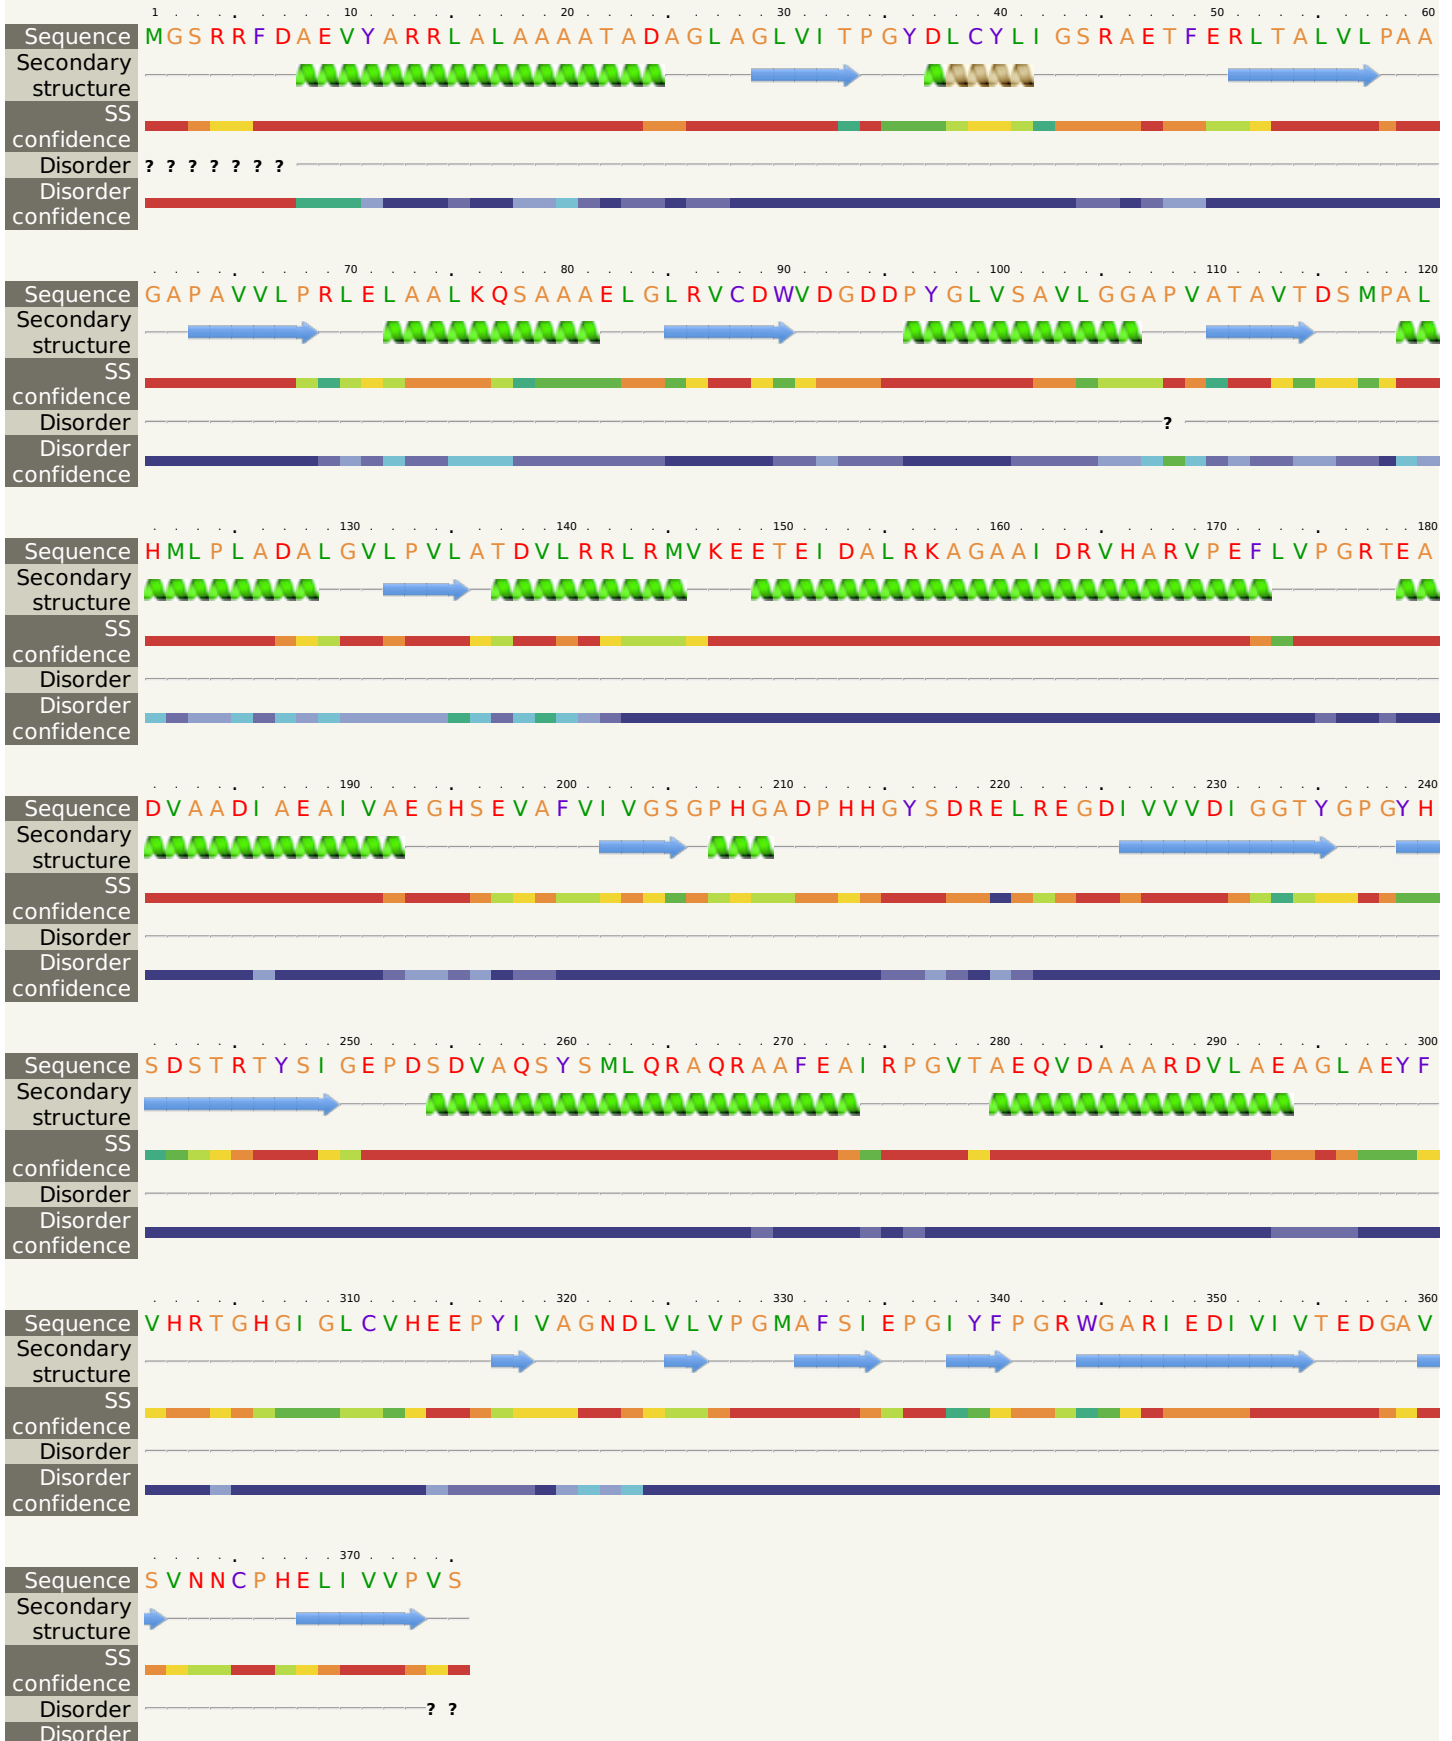 1 10 20 30 40 50 60
Sequence MGSRRFDAEVYARRLALAAAATADAGLAGLVITPGYDLCYLIGSRAETFERLTALVLPAA
Secondary
structure
SS
confidence
Disorder ? ? ? ? ? ? ?
Disorder
confidence
70 80 90 100 110 120
Sequence GAPAVVLPRLELAALKQSAAAELGLRVCDWVDGDDPYGLVSAVLGGAPVATAVTDSMPAL
Secondary
structure
SS
confidence
Disorder ?
Disorder
confidence
130 140 150 160 170 180
Sequence HMLPLADALGVLPVLATDVLRRLRMVKEETEIDALRKAGAAIDRVHARVPEFLVPGRTEA
Secondary
structure
SS
confidence
Disorder
Disorder
confidence
190 200 210 220 230 240
Sequence DVAADIAEAIVAEGHSEVAFVIVGSGPHGADPHHGYSDRELREGDIVVVDIGGTYGPGYH
Secondary
structure
SS
confidence
Disorder
Disorder
confidence
250 260 270 280 290 300
Sequence SDSTRTYSIGEPDSDVAQSYSMLQRAQRAAFEAIRPGVTAEQVDAAARDVLAEAGLAEYF
Secondary
structure
SS
confidence
Disorder
Disorder
confidence
310 320 330 340 350 360
Sequence VHRTGHGIGLCVHEEPYIVAGNDLVLVPGMAFSIEPGIYFPGRWGARIEDIVIVTEDGAV
Secondary
structure
SS
confidence
Disorder
Disorder
confidence
370
Sequence SVNNCPHELIVVPVS
Secondary
structure
SS
confidence
Disorder ? ?
Disorder